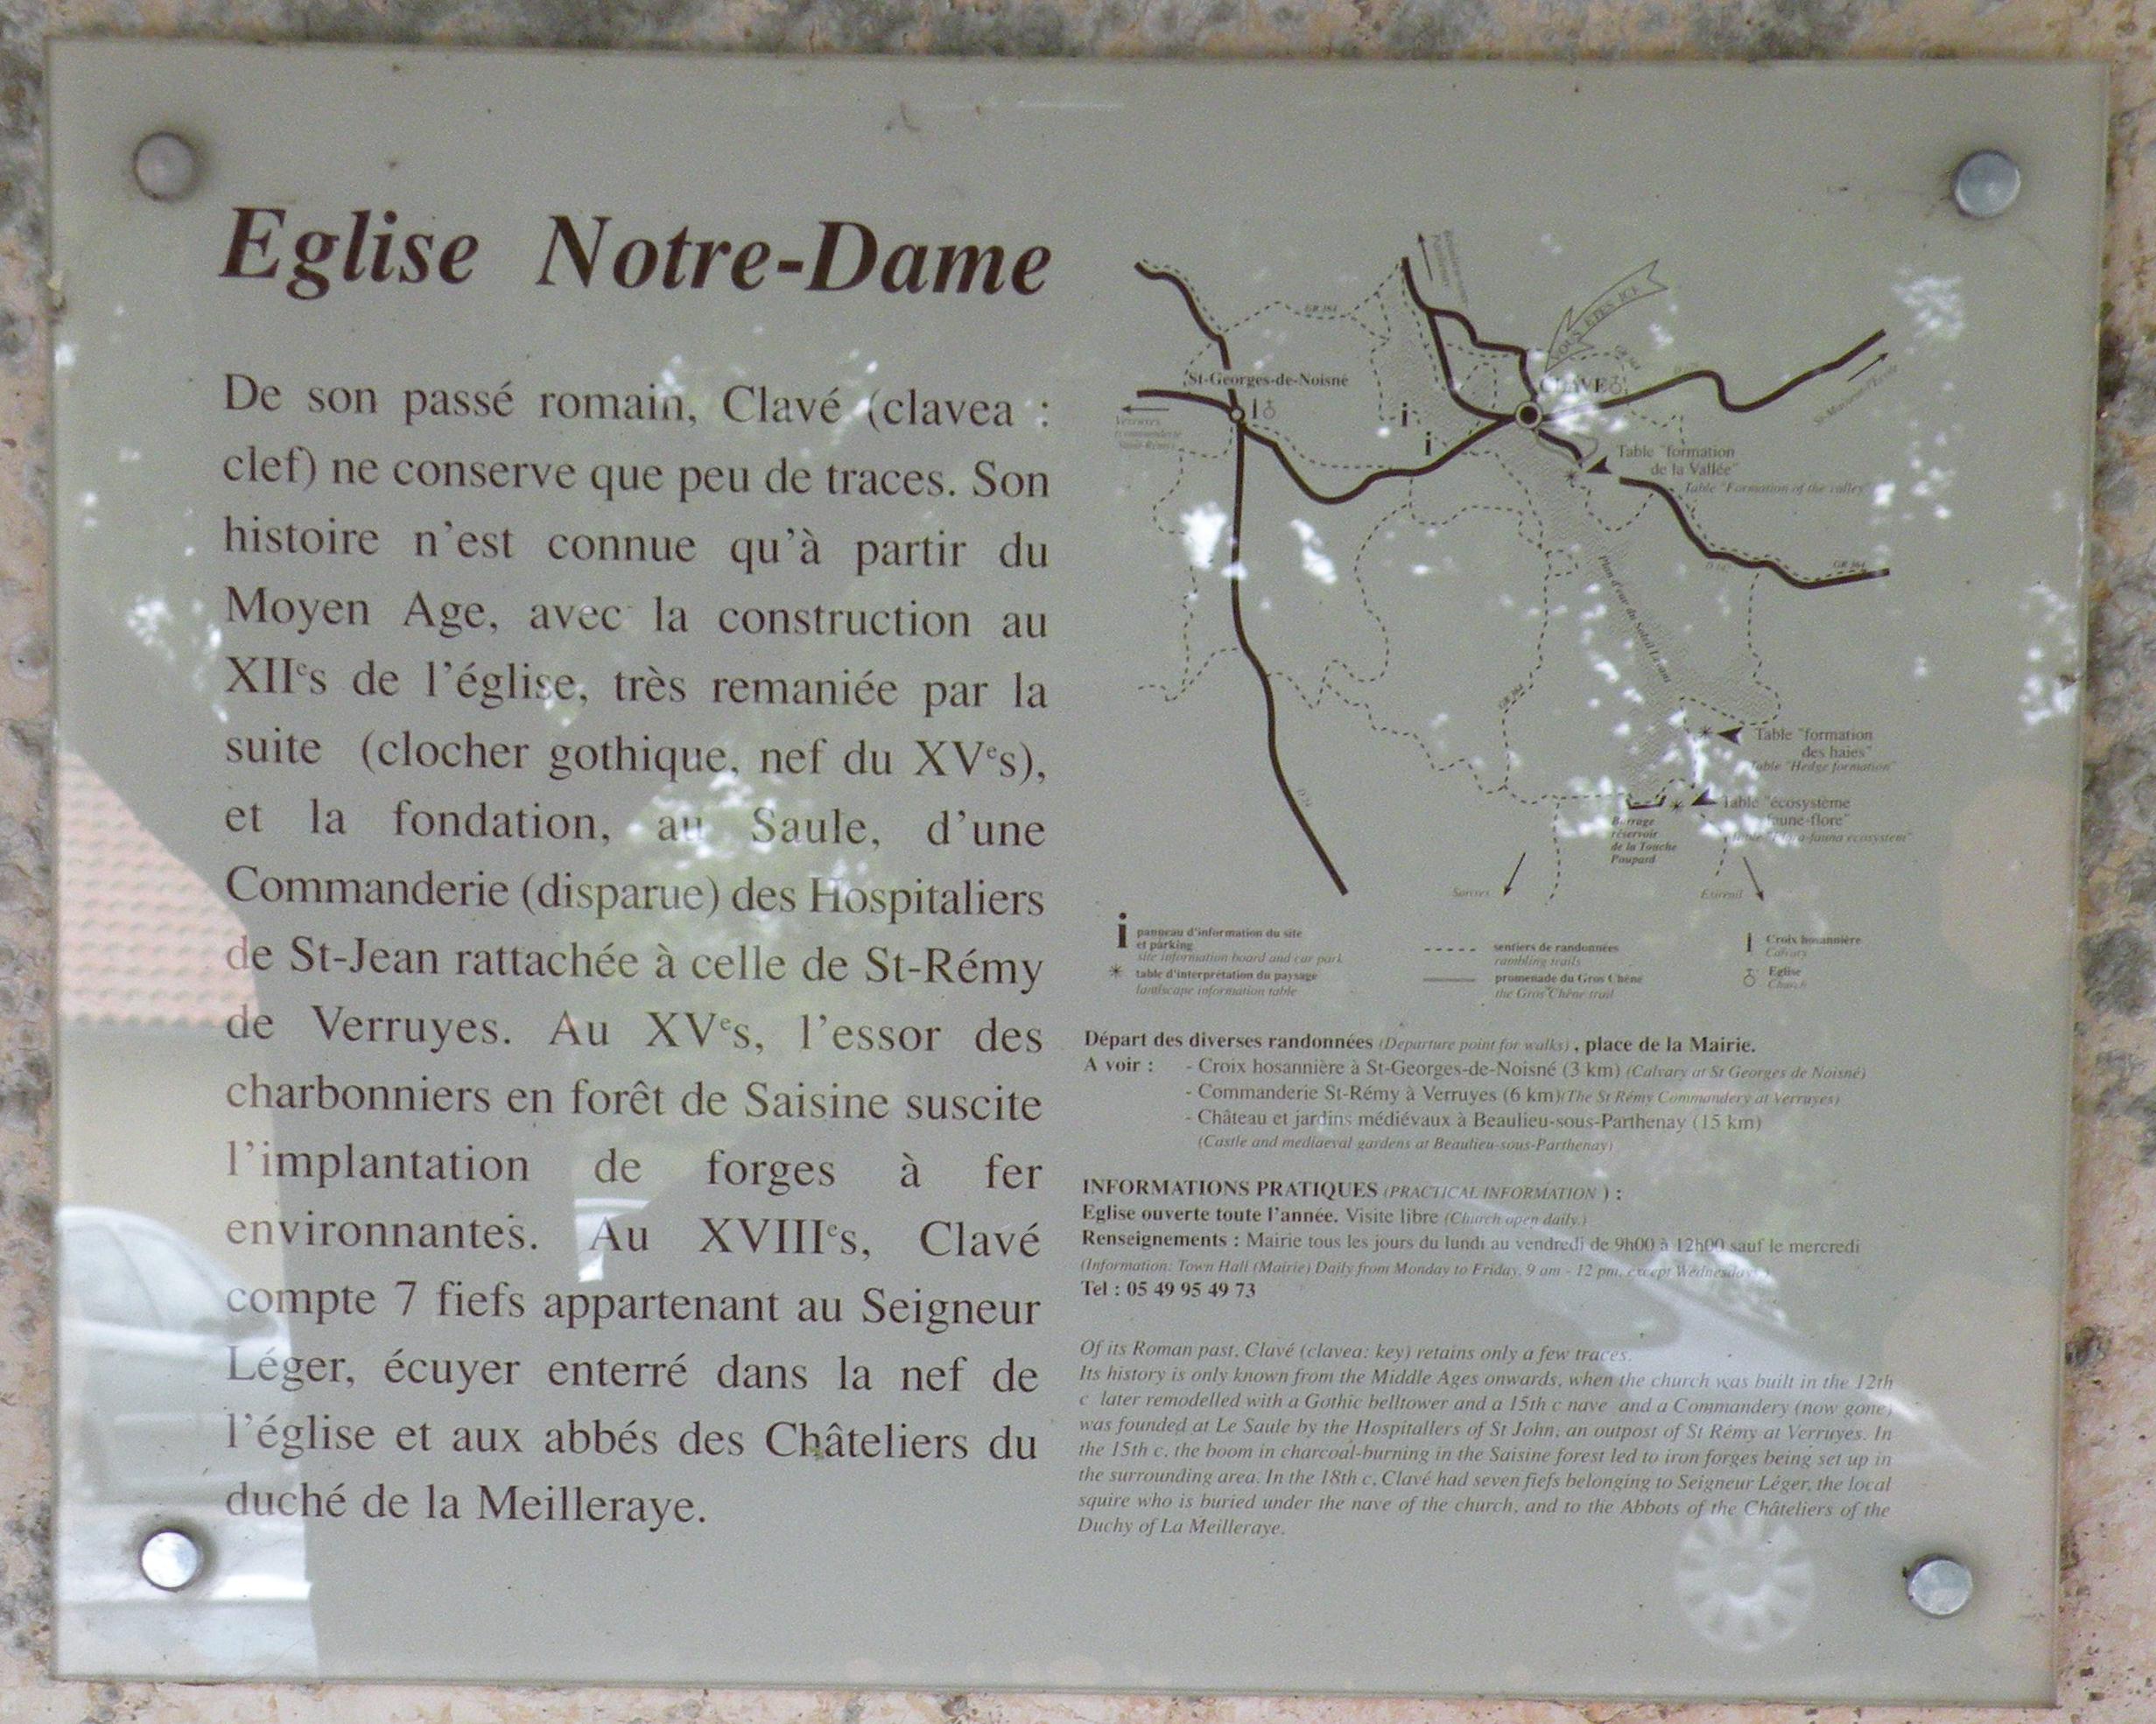 Eglise Notre-Dame
De son passé romain, Clavé (clavea :
clef) ne conserve que peu de traces. Son
histoire n'est connue qu'à partir du
Moyen Age, avec la construction au
XIIᵉs de l'église, très remaniée par la
suite (clocher gothique, nef du XVᵉs),
et la fondation, au Saule, d'une
Commanderie (disparue) des Hospitaliers
de St-Jean rattachée à celle de St-Rémy
de Verruyes. Au XVᵉs, l'essor des
charbonniers en forêt de Saisine suscite
l'implantation de forges à fer
environnantes. Au XVIIIᵉs, Clavé
compte 7 fiefs appartenant au Seigneur
Léger, écuyer enterré dans la nef de
l'église et aux abbés des Châteliers du
duché de la Meilleraye.
VOUS ETES ICI
GR 364
St-Georges-de-Noisné
CLAVE
Table "formation
de la Vallée"
Table "Formation of the valley"
GR 364
Plan d'eau du
GR 364
Table "formation
des haies"
Table "Hedge formation"
Table "écosystème
faune-flore"
Barrage
réservoir
de la Touche
Poupard
Exireuil
i panneau d'information du site
et parking
site information board and car park
* table d'interprétation du paysage
landscape information table
sentiers de randonnées
rambling trails
promenade du Gros Chêne
the Gros Chêne trail
Croix hosannière
Calvary
Eglise
Church
Départ des diverses randonnées (Departure point for walks) , place de la Mairie.
A voir : - Croix hosannière à St-Georges-de-Noisné (3 km) (Calvary at St Georges de Noisné)
- Commanderie St-Rémy à Verruyes (6 km)(The St Rémy Commandery at Verruyes)
- Château et jardins médiévaux à Beaulieu-sous-Parthenay (15 km)
(Castle and mediaeval gardens at Beaulieu-sous-Parthenay)
INFORMATIONS PRATIQUES (PRACTICAL INFORMATION ) :
Eglise ouverte toute l'année. Visite libre (Church open daily.)
Renseignements : Mairie tous les jours du lundi au vendredi de 9h00 à 12h00 sauf le mercredi
(Information: Town Hall (Mairie) Daily from Monday to Friday, 9 am - 12 pm, except Wednesday)
Tel : 05 49 95 49 73
Of its Roman past, Clavé (clavea: key) retains only a few traces.
Its history is only known from the Middle Ages onwards, when the church was built in the 12th
c later remodelled with a Gothic belltower and a 15th c nave and a Commandery (now gone)
was founded at Le Saule by the Hospitallers of St John, an outpost of St Rémy at Verruyes. In
the 15th c. the boom in charcoal-burning in the Saisine forest led to iron forges being set up in
the surrounding area. In the 18th c, Clavé had seven fiefs belonging to Seigneur Léger, the local
squire who is buried under the nave of the church, and to the Abbots of the Châteliers of the
Duchy of La Meilleraye.